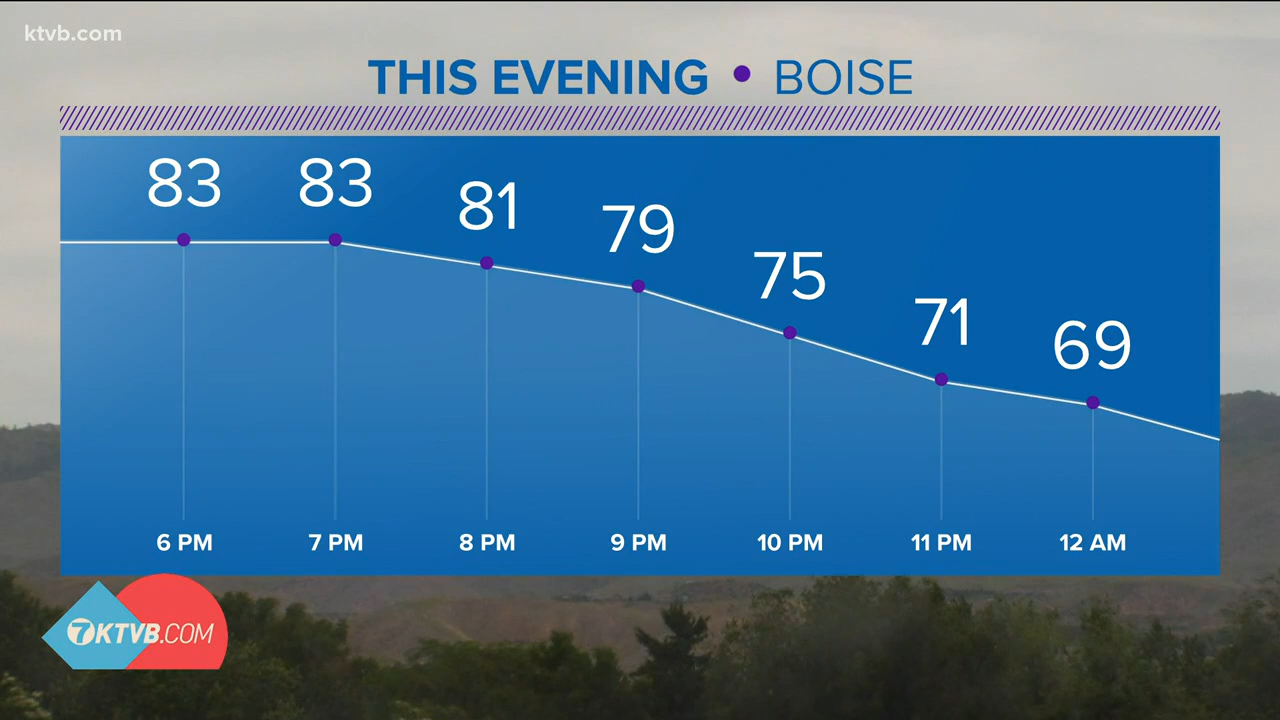 ktvb.com
THIS EVENING • BOISE
83 83 81 79 75 71 69
6 PM 7 PM 8 PM 9 PM 10 PM 11 PM 12 AM
7KTVB.COM